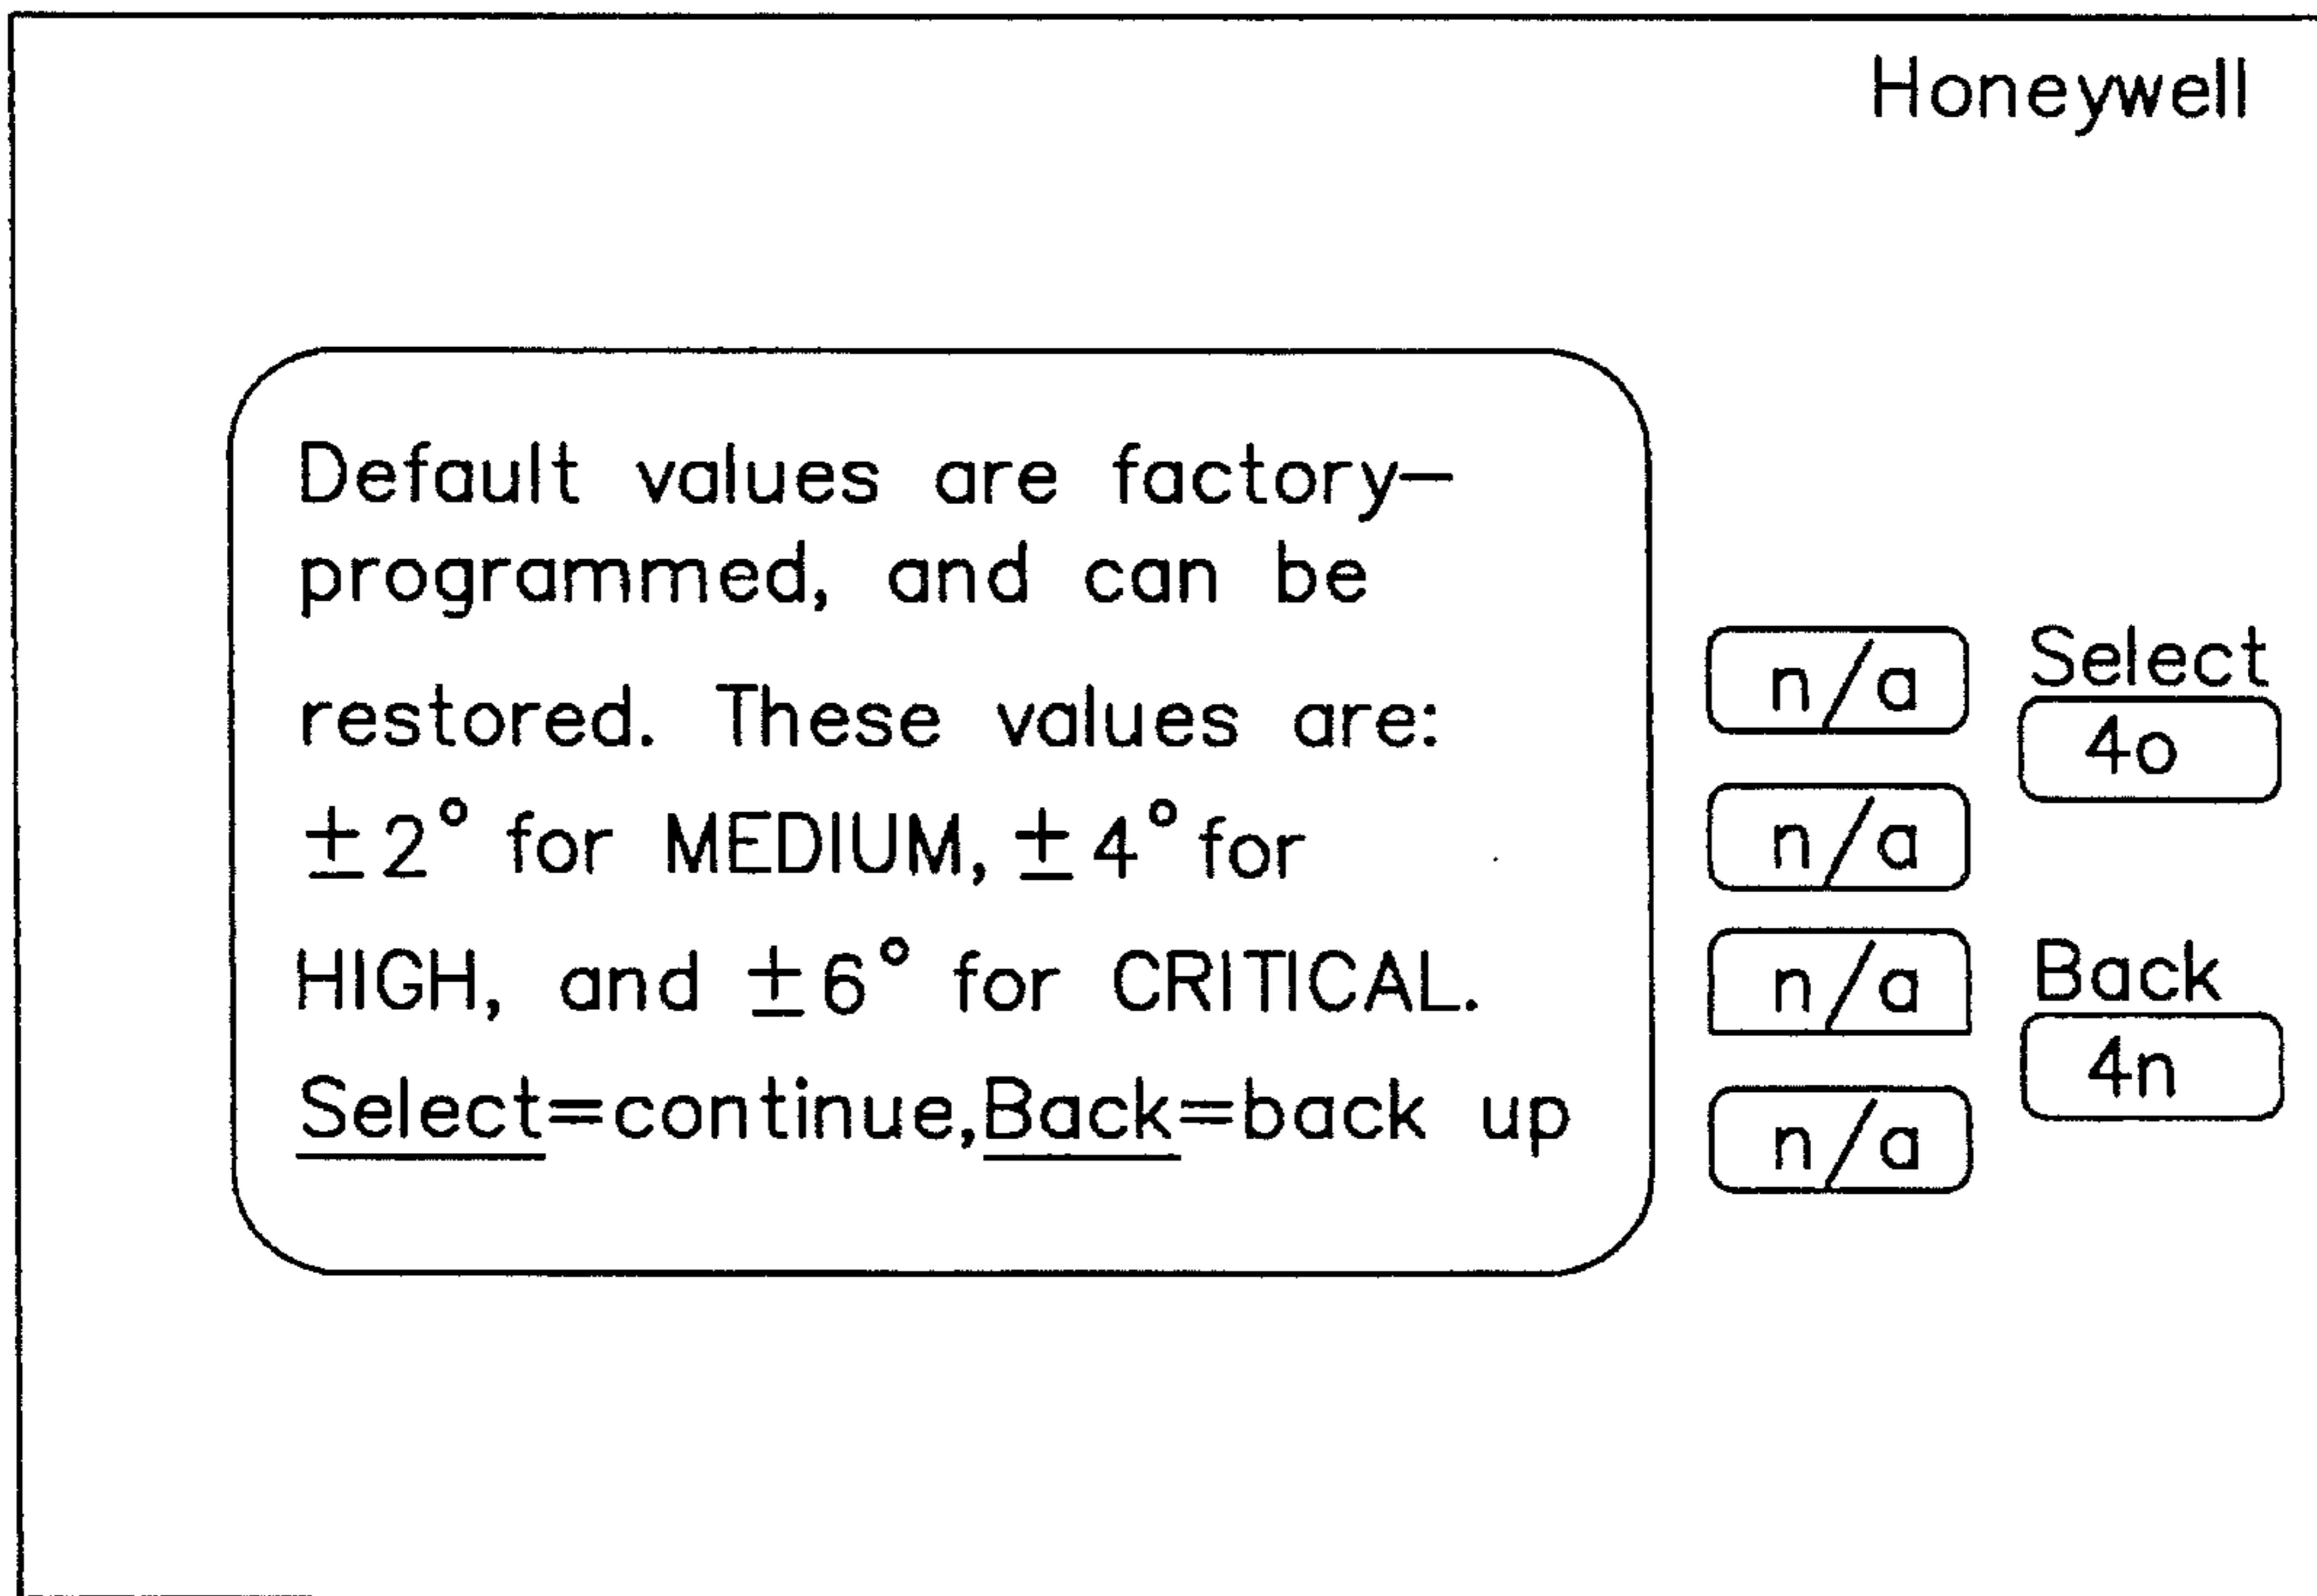 Honeywell
Default values are factory–
programmed, and can be
restored. These values are:
±2° for MEDIUM, ±4° for
HIGH, and ±6° for CRITICAL.
Select=continue,Back=back up
n/a
Select
4o
n/a
n/a
Back
4n
n/a